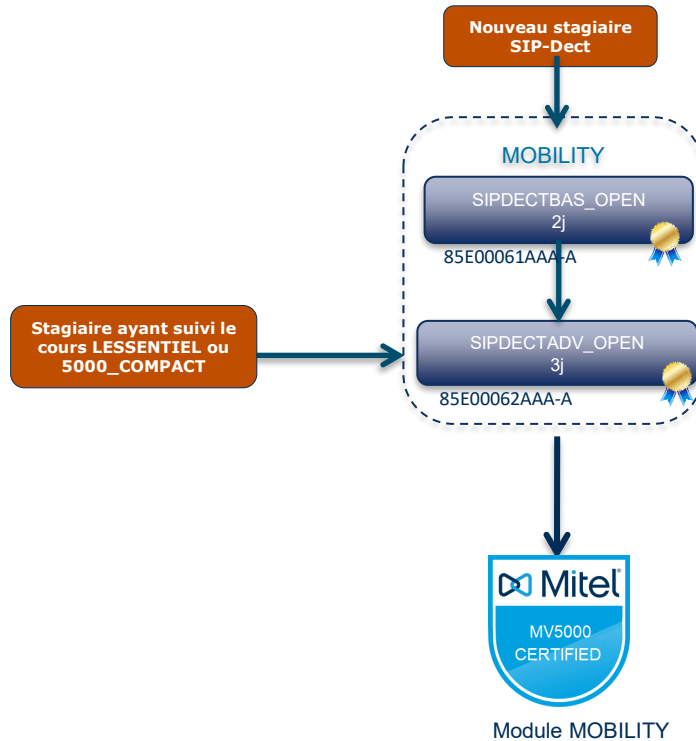 Nouveau stagiaire
SIP-Dect
MOBILITY
SIPDECTBAS_OPEN
2j
85E00061AAA-A
Stagiaire ayant suivi le
cours LESSENTIEL ou
5000_COMPACT
SIPDECTADV_OPEN
3j
85E00062AAA-A
Mitel®
MV5000
CERTIFIED
Module MOBILITY